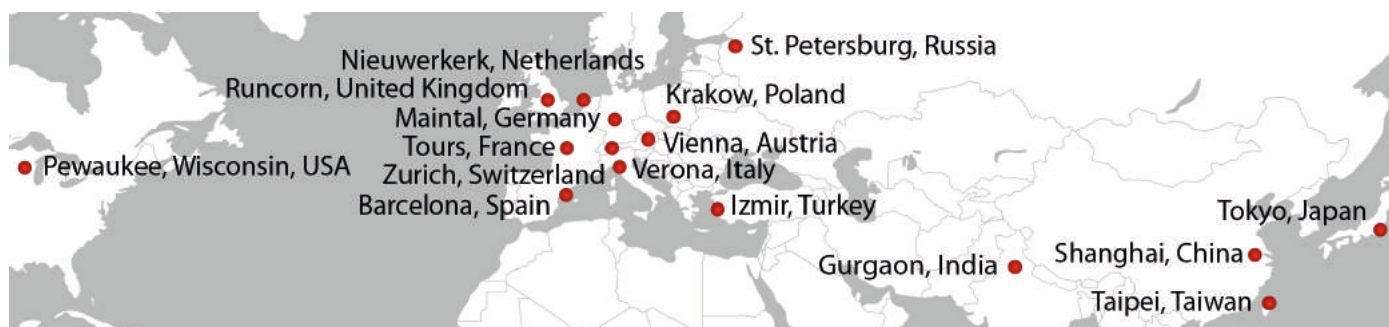 St. Petersburg, Russia
Nieuwerkerk, Netherlands
Runcorn, United Kingdom
Krakow, Poland
Maintal, Germany
Vienna, Austria
Tours, France
Pewaukee, Wisconsin, USA
Zurich, Switzerland
Verona, Italy
Barcelona, Spain
Izmir, Turkey
Tokyo, Japan
Shanghai, China
Gurgaon, India
Taipei, Taiwan